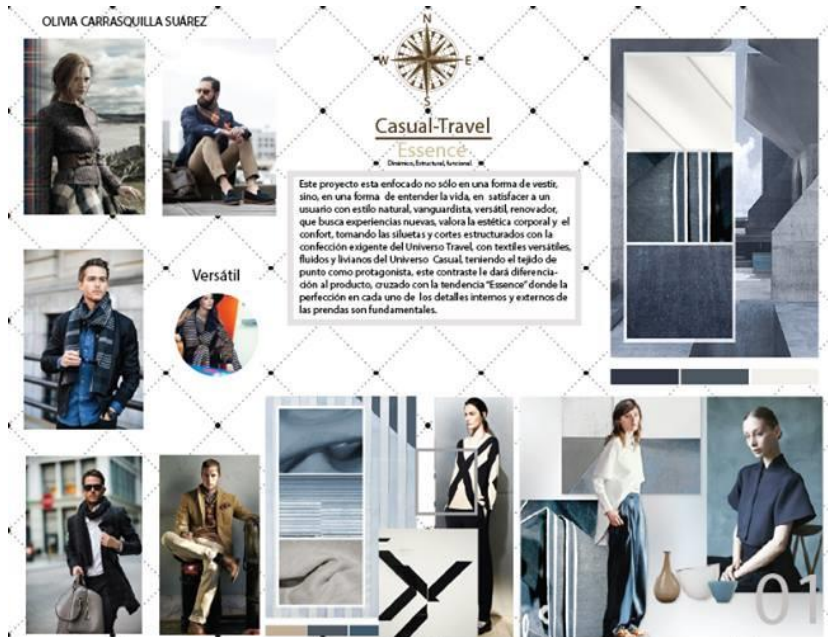 OLIVIA CARRASQUILLA SUÁREZ
N
W E
S
Casual-Travel
Essence
Dinámico, Estructural, funcional
Este proyecto esta enfocado no sólo en una forma de vestir,
sino, en una forma de entender la vida, en satisfacer a un
usuario con estilo natural, vanguardista, versátil, renovador,
que busca experiencias nuevas, valora la estética corporal y el
confort, tomando las siluetas y cortes estructurados con la
confección exigente del Universo Travel, con textiles versátiles,
fluidos y livianos del Universo Casual, teniendo el tejido de
punto como protagonista, este contraste le dará diferencia-
ción al producto, cruzado con la tendencia "Essence" donde la
perfección en cada uno de los detalles internos y externos de
las prendas son fundamentales.
Versátil
01